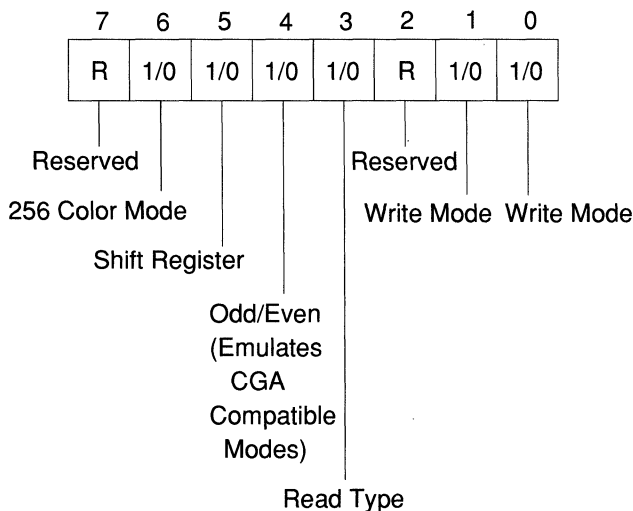 7 6 5 4 3 2 1 0
R 1/0 1/0 1/0 1/0 R 1/0 1/0
Reserved Reserved
256 Color Mode Write Mode Write Mode
Shift Register
Odd/Even
(Emulates
CGA
Compatible
Modes)
Read Type